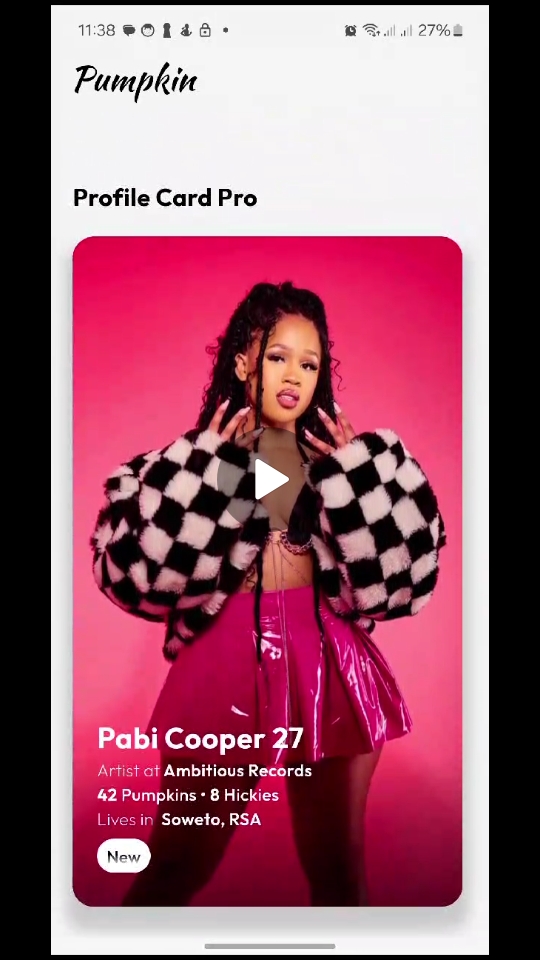 11:38
27%
Pumpkin
Profile Card Pro
Pabi Cooper 27
Artist at Ambitious Records
42 Pumpkins • 8 Hickies
Lives in Soweto, RSA
New